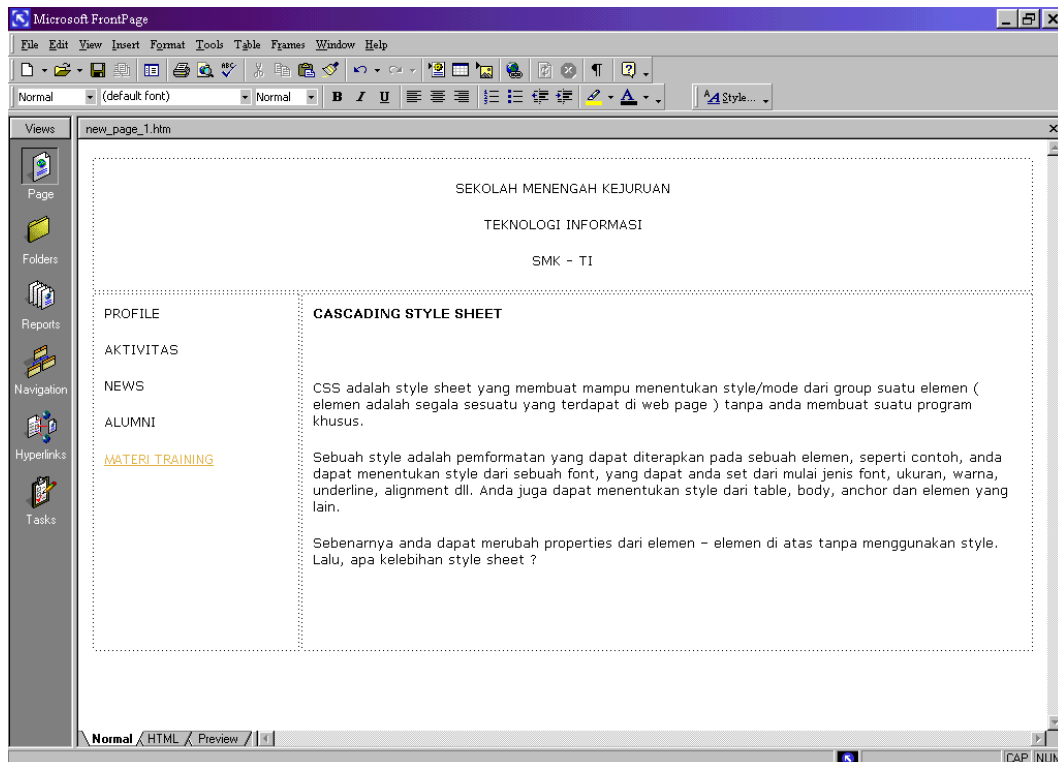 Microsoft FrontPage
File Edit View Insert Format Tools Table Frames Window Help
Normal (default font) Normal B I U A Style...
Views new_page_1.htm
Page
Folders
Reports
Navigation
Hyperlinks
Tasks
SEKOLAH MENENGAH KEJURUAN
TEKNOLOGI INFORMASI
SMK - TI
PROFILE
AKTIVITAS
NEWS
ALUMNI
MATERI TRAINING
CASCADING STYLE SHEET
CSS adalah style sheet yang membuat mampu menentukan style/mode dari group suatu elemen (
elemen adalah segala sesuatu yang terdapat di web page ) tanpa anda membuat suatu program
khusus.
Sebuah style adalah pemformatan yang dapat diterapkan pada sebuah elemen, seperti contoh, anda
dapat menentukan style dari sebuah font, yang dapat anda set dari mulai jenis font, ukuran, warna,
underline, alignment dll. Anda juga dapat menentukan style dari table, body, anchor dan elemen yang
lain.
Sebenarnya anda dapat merubah properties dari elemen – elemen di atas tanpa menggunakan style.
Lalu, apa kelebihan style sheet ?
Normal HTML Preview
CAP NUM